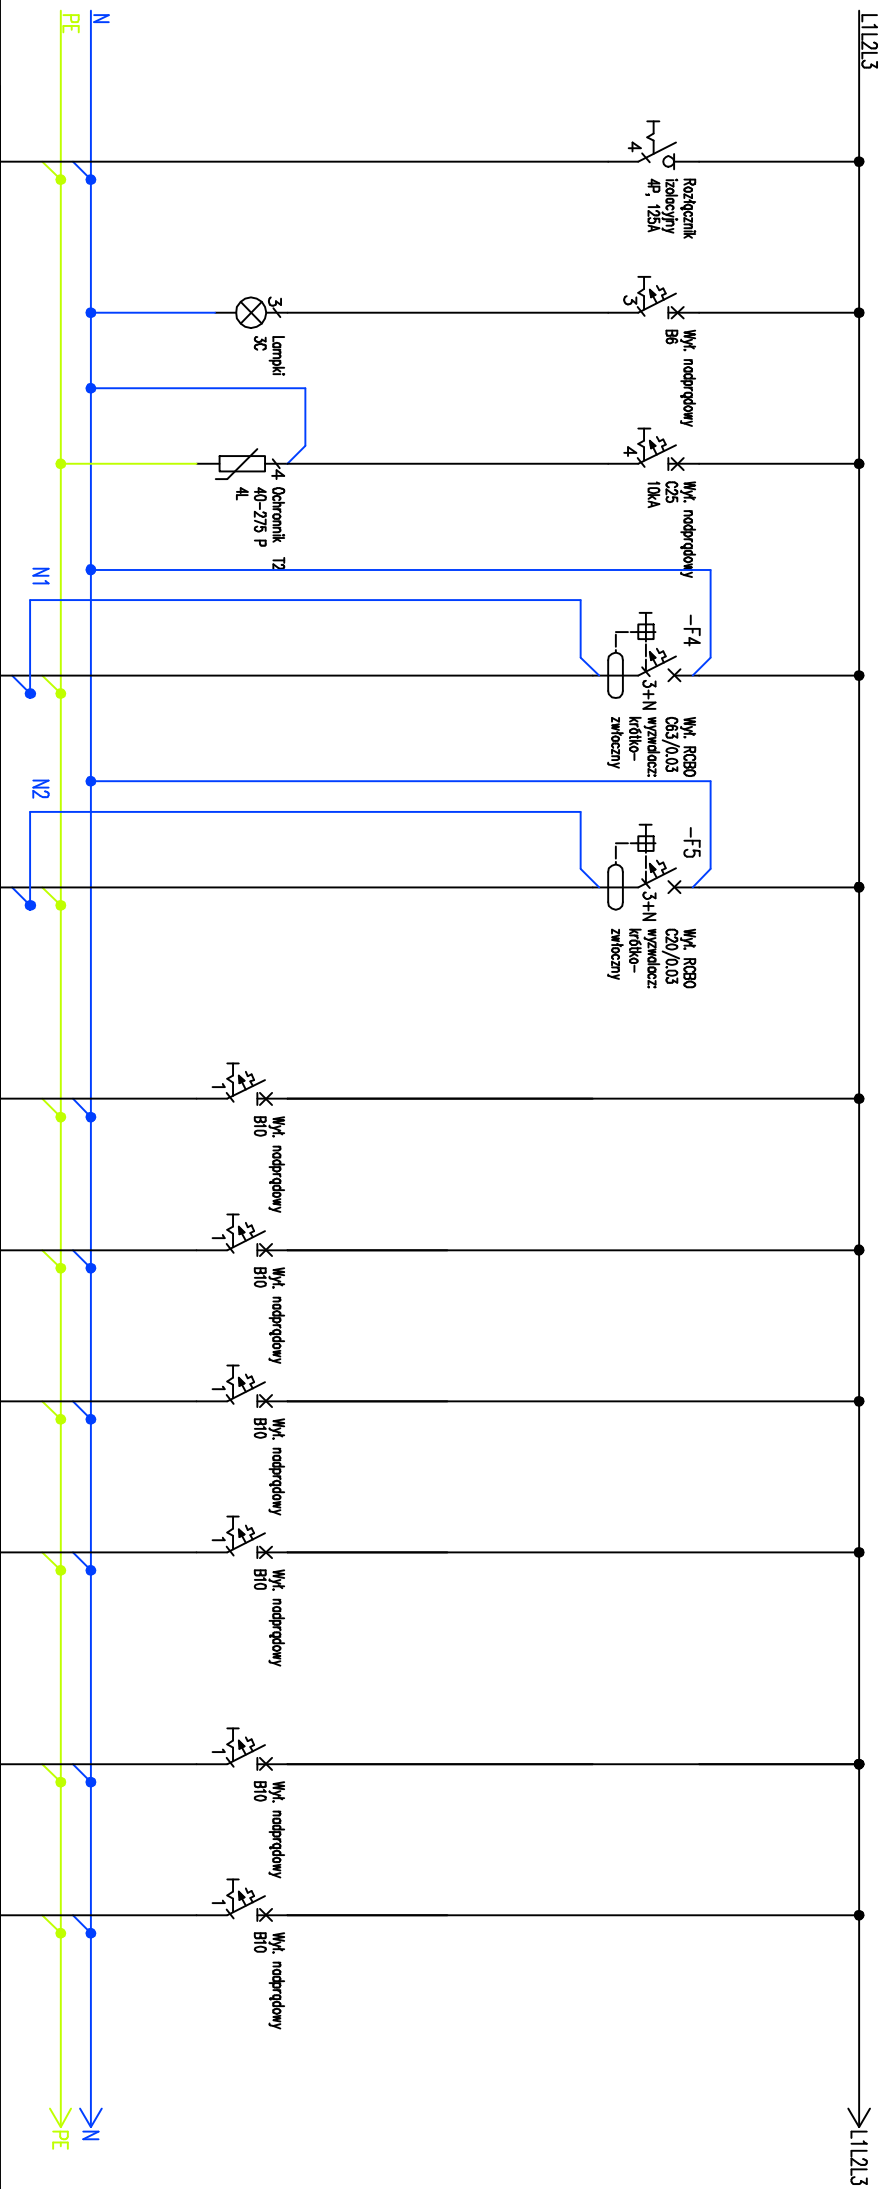 L1L2L3
N
PE
4
Rozłącznik
izolacyjny
4P, 125A
3
Wył. nadprądowy
B6
3
Lampki
3C
4
Wył. nadprądowy
C25
10kA
4
Ochronnik T2
40-275 P
4L
-F4
3+N
Wył. RCBO
C63/0.03
wyzwalacz:
krótko-
zwłoczny
N1
-F5
3+N
Wył. RCBO
C20/0.03
wyzwalacz:
krótko-
zwłoczny
N2
1
Wył. nadprądowy
B10
1
Wył. nadprądowy
B10
1
Wył. nadprądowy
B10
1
Wył. nadprądowy
B10
1
Wył. nadprądowy
B10
1
Wył. nadprądowy
B10
L1L2L3
N
PE